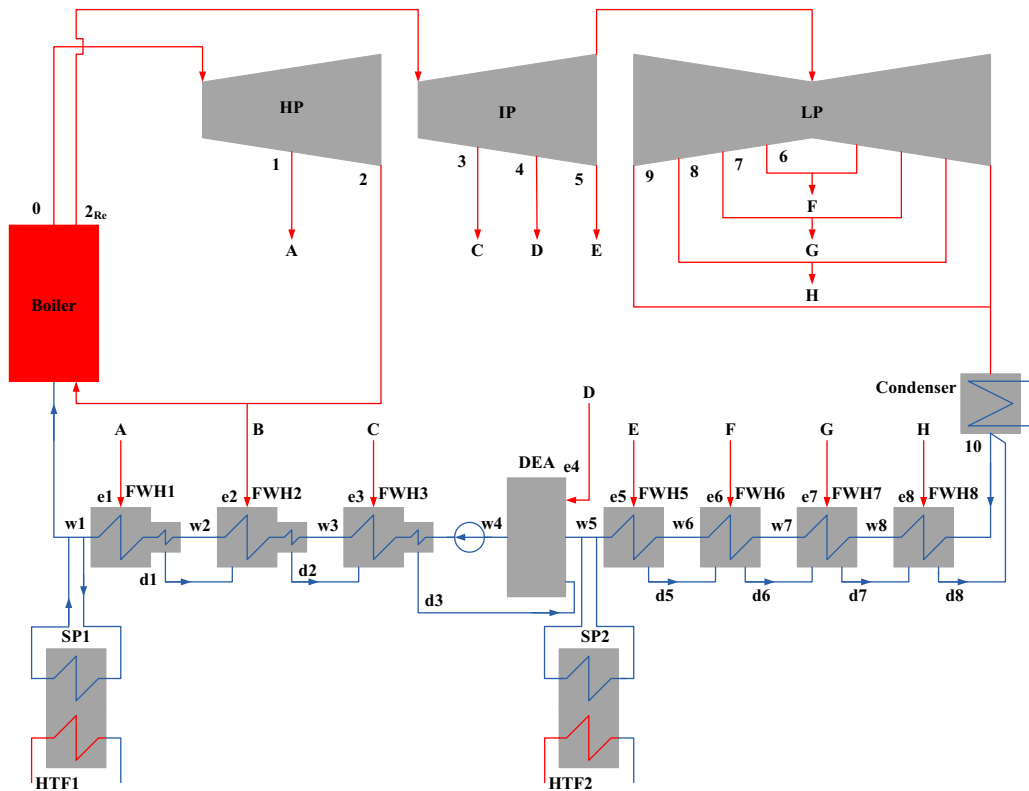 HP
IP
LP
1
2
3
4
5
9
8
7
6
0
2Re
F
A
C
D
E
G
H
Boiler
Condenser
D
10
A
B
C
DEA
e4
E
F
G
H
e1
FWH1
e2
FWH2
e3
FWH3
e5
FWH5
e6
FWH6
e7
FWH7
e8
FWH8
w1
w2
w3
w4
w5
w6
w7
w8
d1
d2
d3
d5
d6
d7
d8
SP1
SP2
HTF1
HTF2